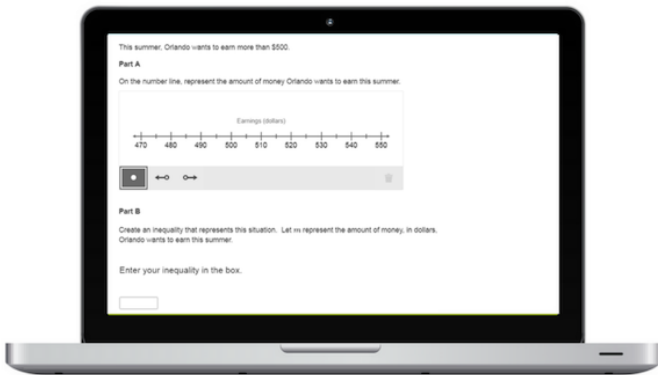 This summer, Orlando wants to earn more than $500.
Part A
On the number line, represent the amount of money Orlando wants to earn this summer.
Earnings (dollars)
470 480 490 500 510 520 530 540 550
Part B
Create an inequality that represents this situation. Let m represent the amount of money, in dollars,
Orlando wants to earn this summer.
Enter your inequality in the box.